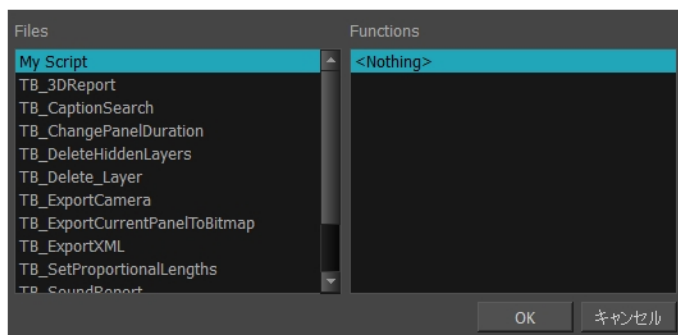 Files
Functions
My Script
<Nothing>
TB_3DReport
TB_CaptionSearch
TB_ChangePanelDuration
TB_DeleteHiddenLayers
TB_Delete_Layer
TB_ExportCamera
TB_ExportCurrentPanelToBitmap
TB_ExportXML
TB_SetProportionalLengths
TB_SoundReport
OK
キャンセル